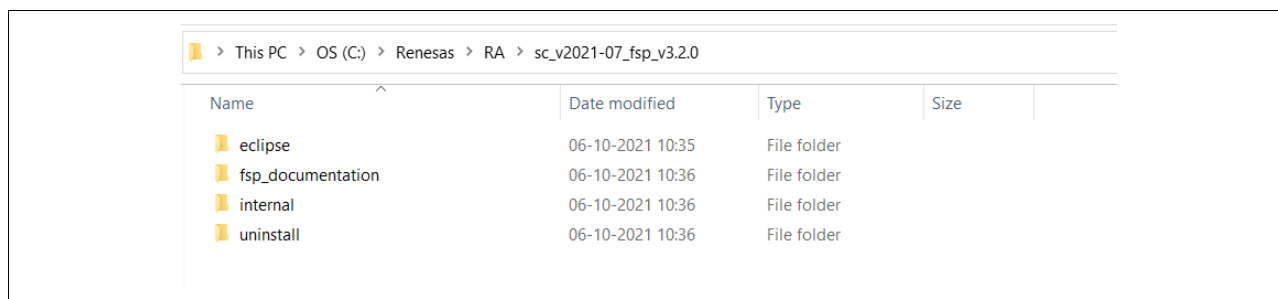 This PC > OS (C:) > Renesas > RA > sc_v2021-07_fsp_v3.2.0
Name Date modified Type Size
eclipse 06-10-2021 10:35 File folder
fsp_documentation 06-10-2021 10:36 File folder
internal 06-10-2021 10:36 File folder
uninstall 06-10-2021 10:36 File folder